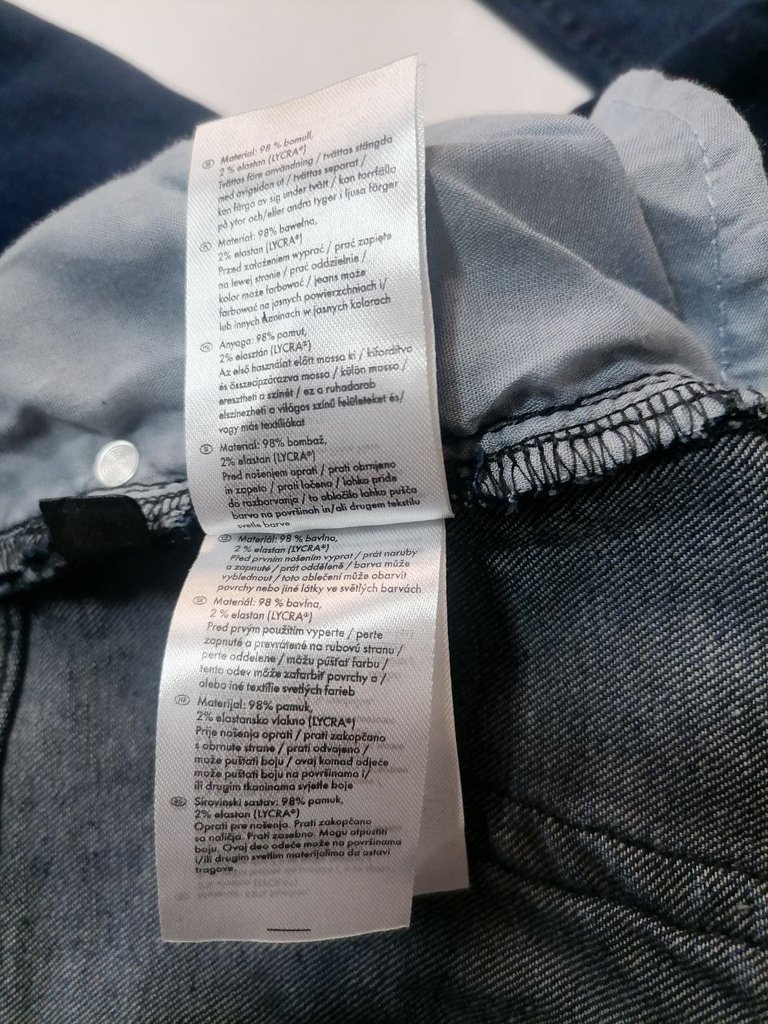 SE Material: 98 % bomull,
2 % elastan (LYCRA®)
Tvättas före användning / tvättas stängda
med avigsidan ut / tvättas separat /
kan färga av sig under tvätt / kan torrfälla
på ytor och/eller andra tyger i ljusa färger
PL Materiał: 98% bawełna,
2% elastan (LYCRA®)
Przed założeniem wyprać / prać zapięte
na lewej stronie / prać oddzielnie /
kolor może farbować / jeans może
farbować na jasnych powierzchniach i/
lub innych tkaninach w jasnych kolorach
HU Anyaga: 98% pamut,
2% elasztán (LYCRA®)
Az első használat előtt mossa ki / kifordítva
és összecipzárazva mossa / külön mossa /
eresztheti a színét / ez a ruhadarab
elszínezheti a világos színű felületeket és/
vagy más textíliákat
SI Material: 98% bombaž,
2% elastan (LYCRA®)
Pred nošenjem oprati / prati obrnjeno
in zapeto / prati ločeno / lahko pride
do razbarvanja / to oblačilo lahko pušča
barvo na površinah in/ali drugem tekstilu
svetle barve
CZ Materiál: 98 % bavlna,
2 % elastan (LYCRA®)
Před prvním nošením vyprat / prát naruby
a zapnuté / prát odděleně / barva může
vyblednout / toto oblečení může obarvit
povrchy nebo jiné látky ve světlých barvách
SK Materiál: 98 % bavlna,
2 % elastan (LYCRA®)
Pred prvým použitím vyperte / perte
zapnuté a prevrátené na rubovú stranu /
perte oddelene / môžu púšťať farbu /
tento odev môže zafarbiť povrchy a /
alebo iné textílie svetlých farieb
HR Materijal: 98% pamuk,
2% elastansko vlakno (LYCRA®)
Prije nošenja oprati / prati zakopčano
s obrnute strane / prati odvojeno /
može puštati boju / ovaj komad odjeće
može puštati boju na površinama i/
ili drugim tkaninama svjetle boje
RS Sirovinski sastav: 98% pamuk,
2% elastan (LYCRA®)
Oprati pre nošenja. Prati zakopčano
sa naličja. Prati zasebno. Mogu otpustiti
boju. Ovaj deo odeće može na površinama
i/ili drugim svetlim materijalima da ostavi
tragove.